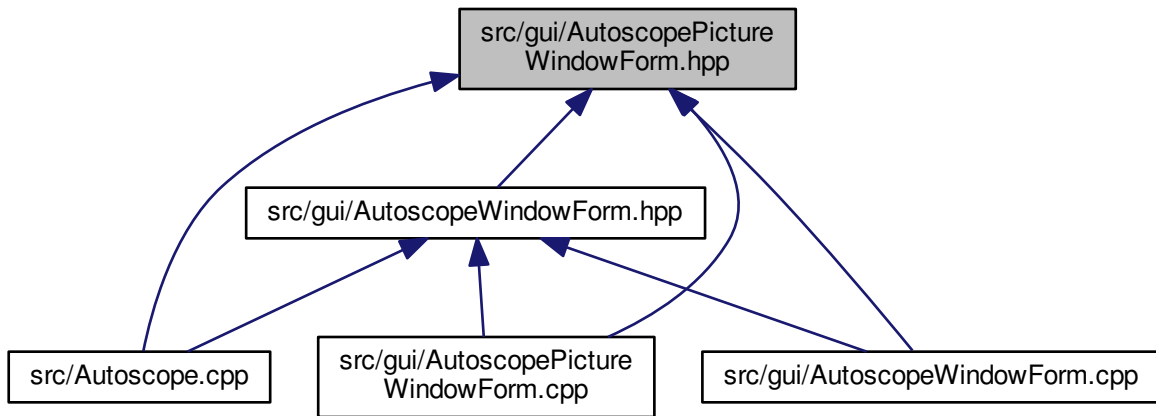 src/gui/AutoscopePicture
WindowForm.hpp
src/gui/AutoscopeWindowForm.hpp
src/Autoscope.cpp
src/gui/AutoscopePicture
WindowForm.cpp
src/gui/AutoscopeWindowForm.cpp